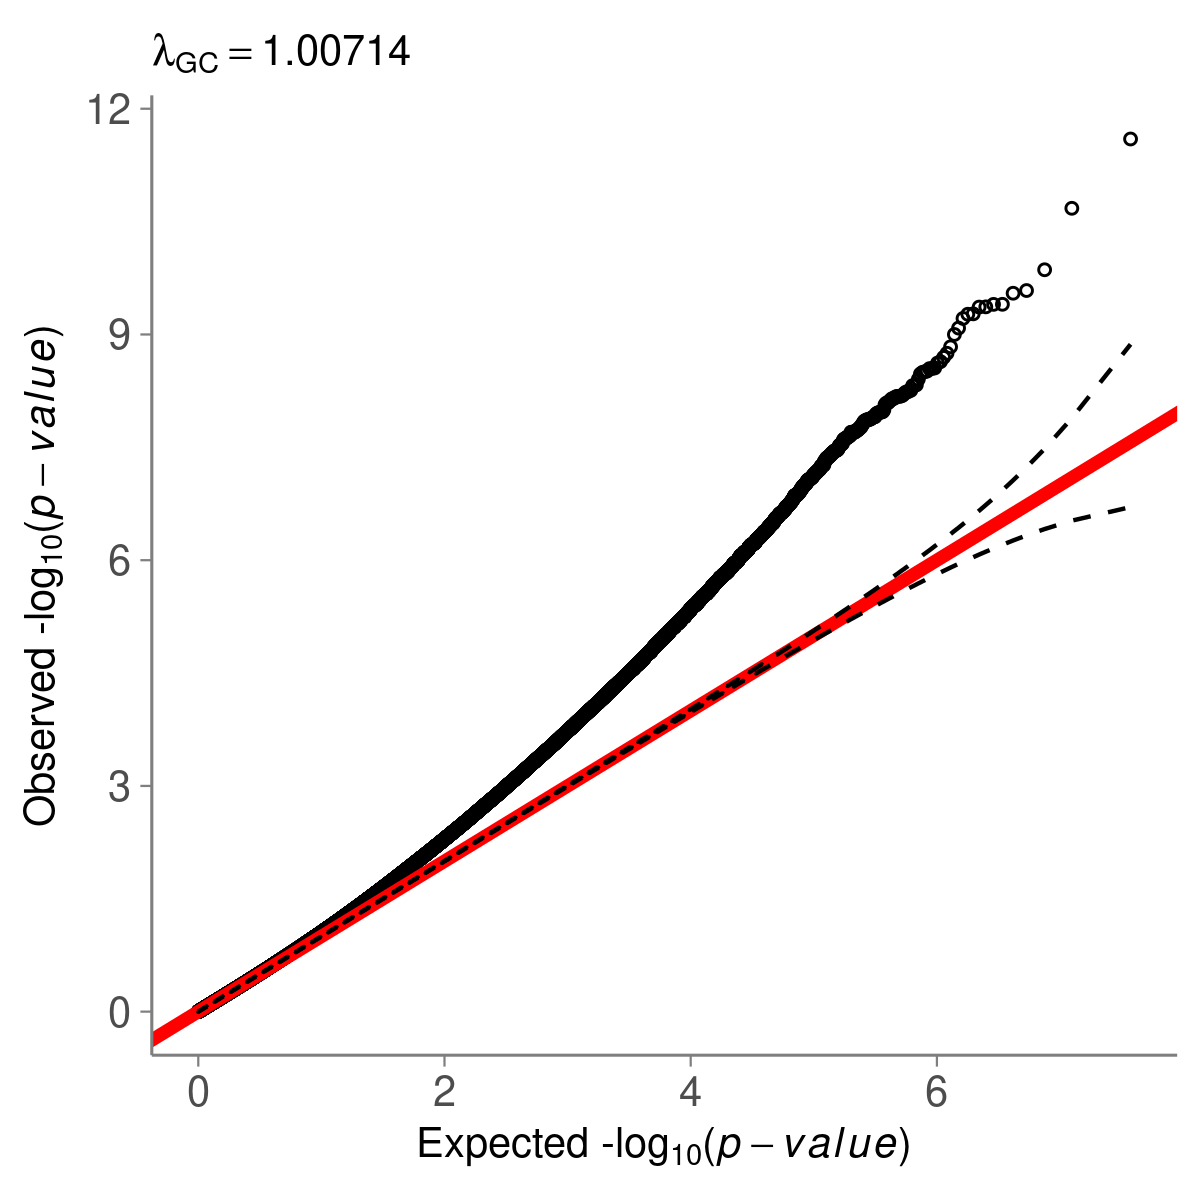 λGC = 1.00714
12
9
6
3
0
Observed -log10(p − value)
0 2 4 6
Expected -log10(p − value)